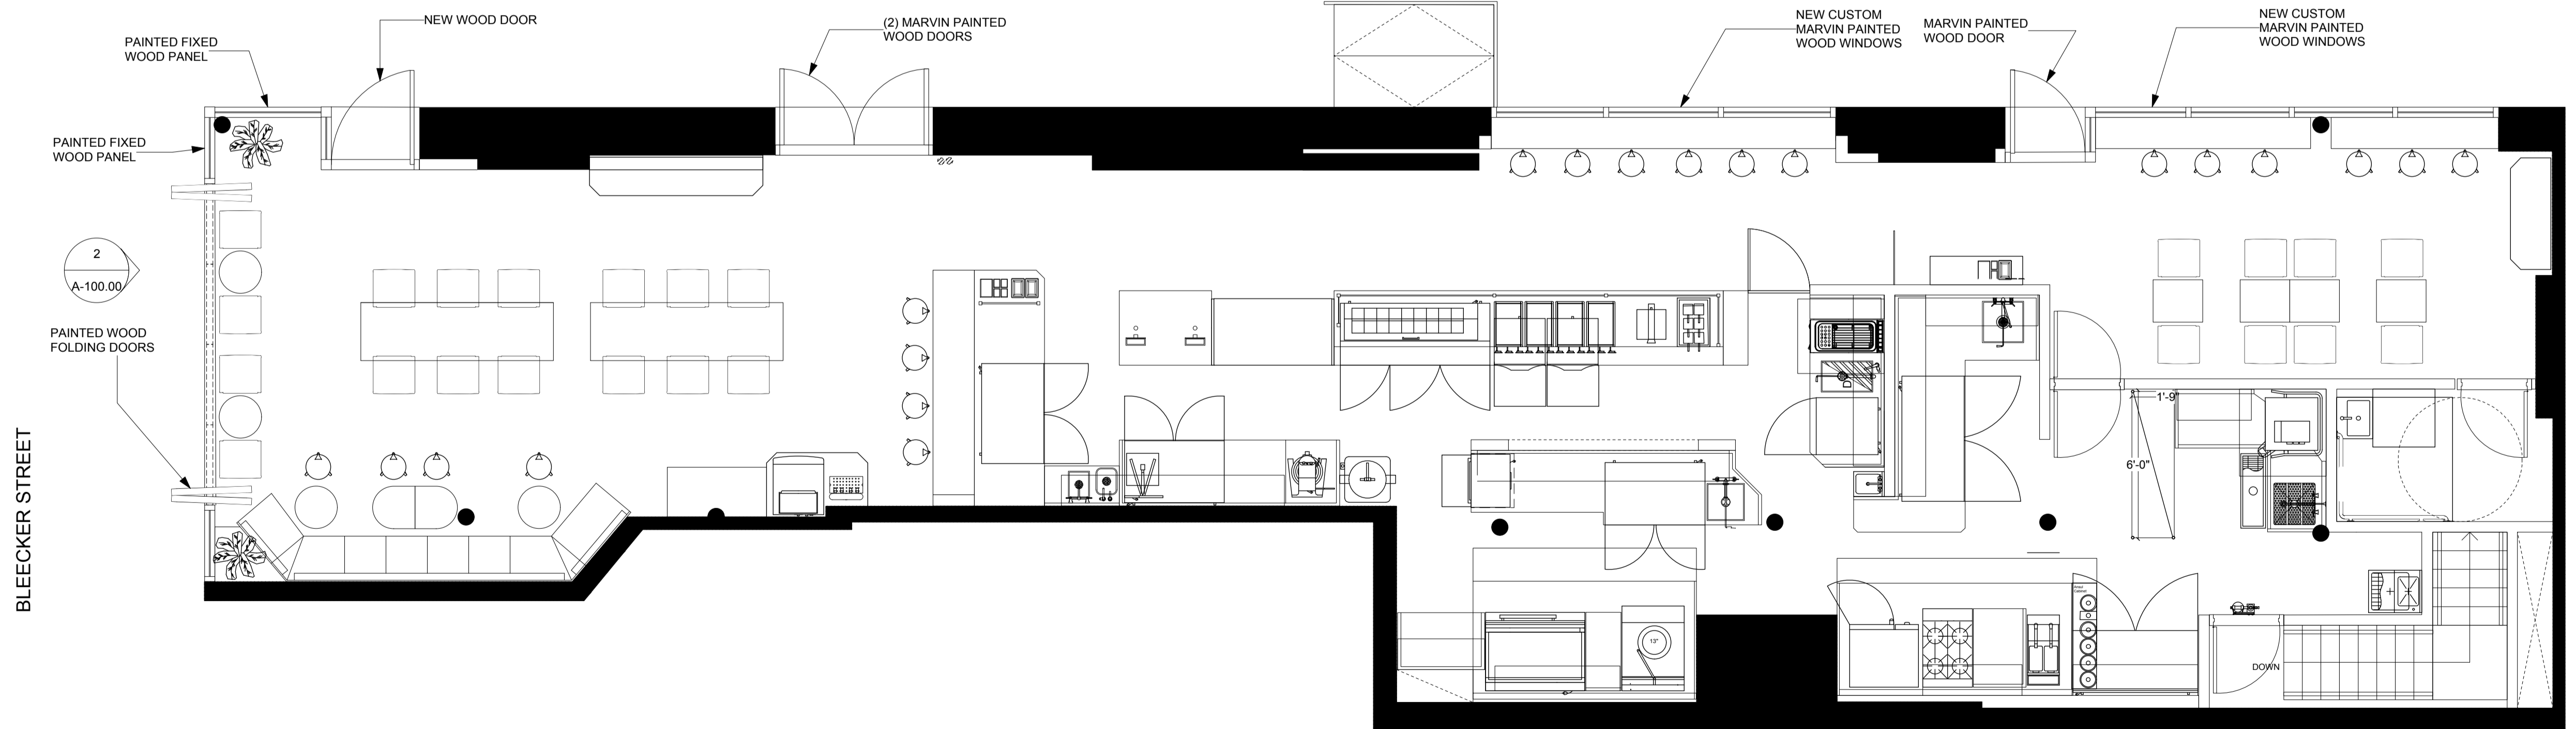 NEW WOOD DOOR
(2) MARVIN PAINTED
WOOD DOORS
NEW CUSTOM
MARVIN PAINTED
WOOD WINDOWS
MARVIN PAINTED
WOOD DOOR
NEW CUSTOM
MARVIN PAINTED
WOOD WINDOWS
PAINTED FIXED
WOOD PANEL
PAINTED FIXED
WOOD PANEL
2
A-100.00
PAINTED WOOD
FOLDING DOORS
BLEECKER STREET
1'-9"
6'-0"
13"
DOWN